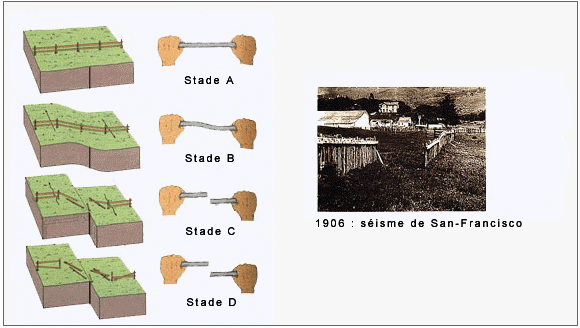 Stade A
Stade B
Stade C
Stade D
1906 : séisme de San-Francisco